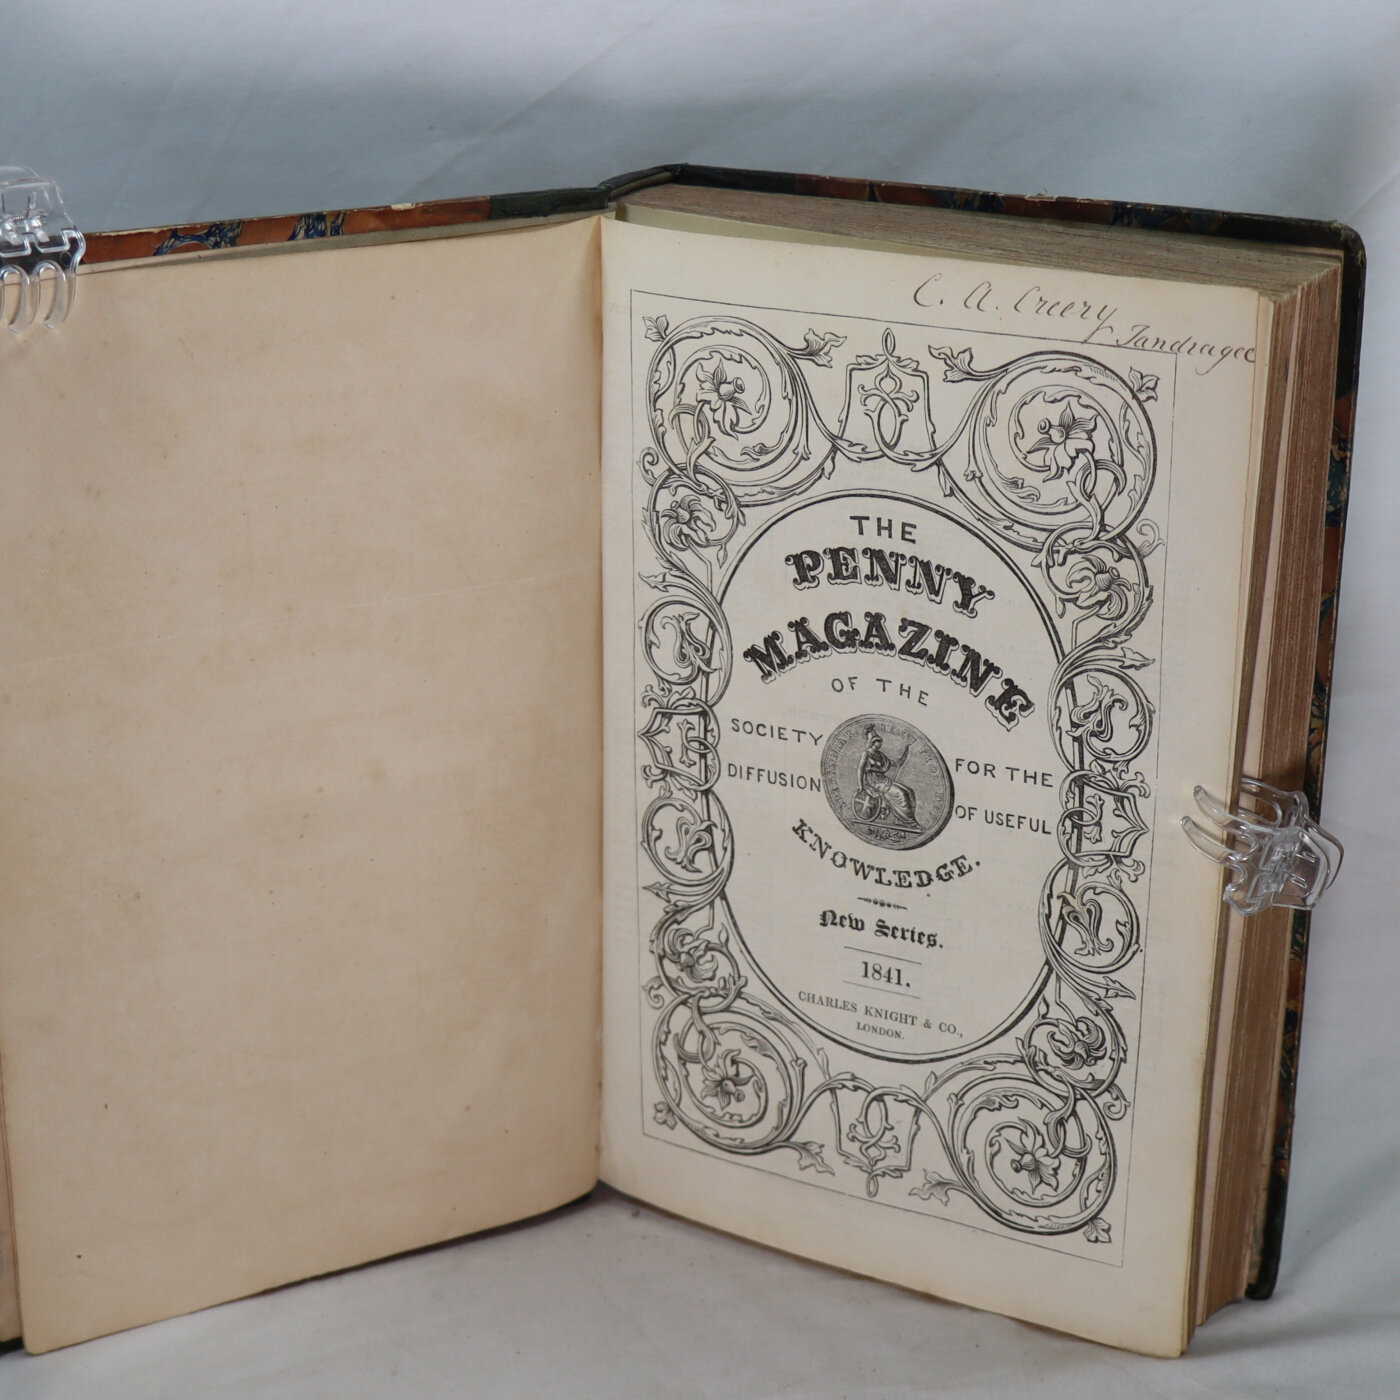 C. A. Creery
Tandragee
THE
PENNY
MAGAZINE
OF THE
SOCIETY FOR THE
DIFFUSION OF USEFUL
KNOWLEDGE.
New Series.
1841.
CHARLES KNIGHT & CO.,
LONDON.